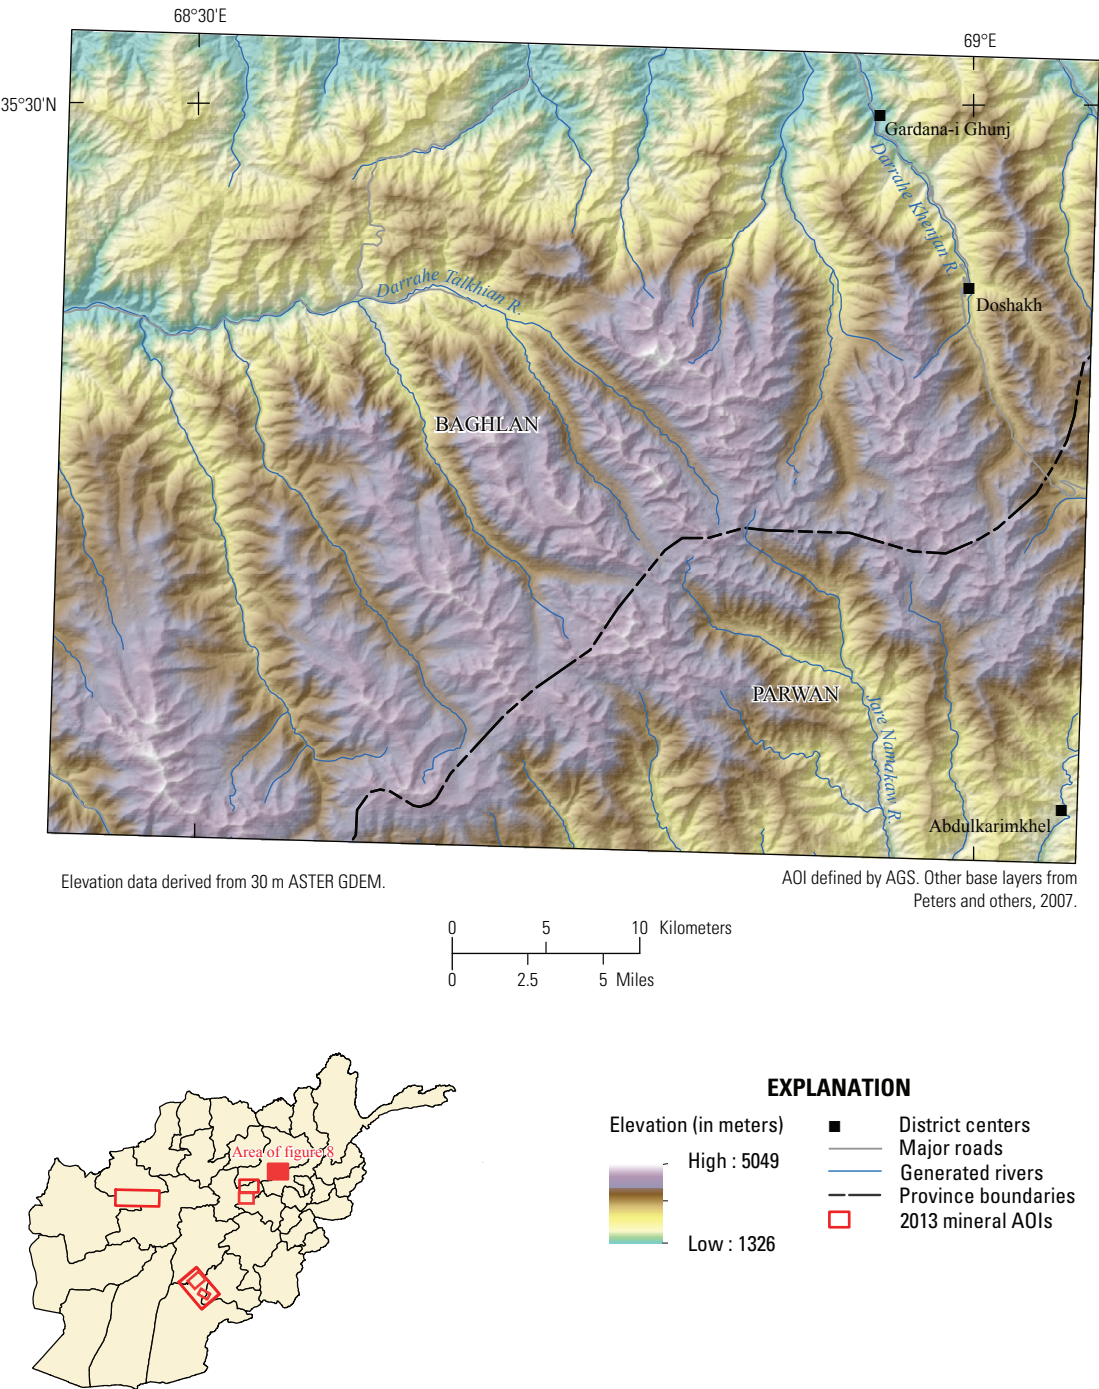 68°30'E
69°E
35°30'N
Gardana-i Ghunj
Darrahe Khenjan R.
Darrahe Talkhian R.
Doshakh
BAGHLAN
PARWAN
Jare Namakaw R.
Abdulkarimkhel
Elevation data derived from 30 m ASTER GDEM.
AOI defined by AGS. Other base layers from
Peters and others, 2007.
0 5 10 Kilometers
0 2.5 5 Miles
Area of figure 8
EXPLANATION
Elevation (in meters)
High : 5049
Low : 1326
District centers
Major roads
Generated rivers
Province boundaries
2013 mineral AOIs